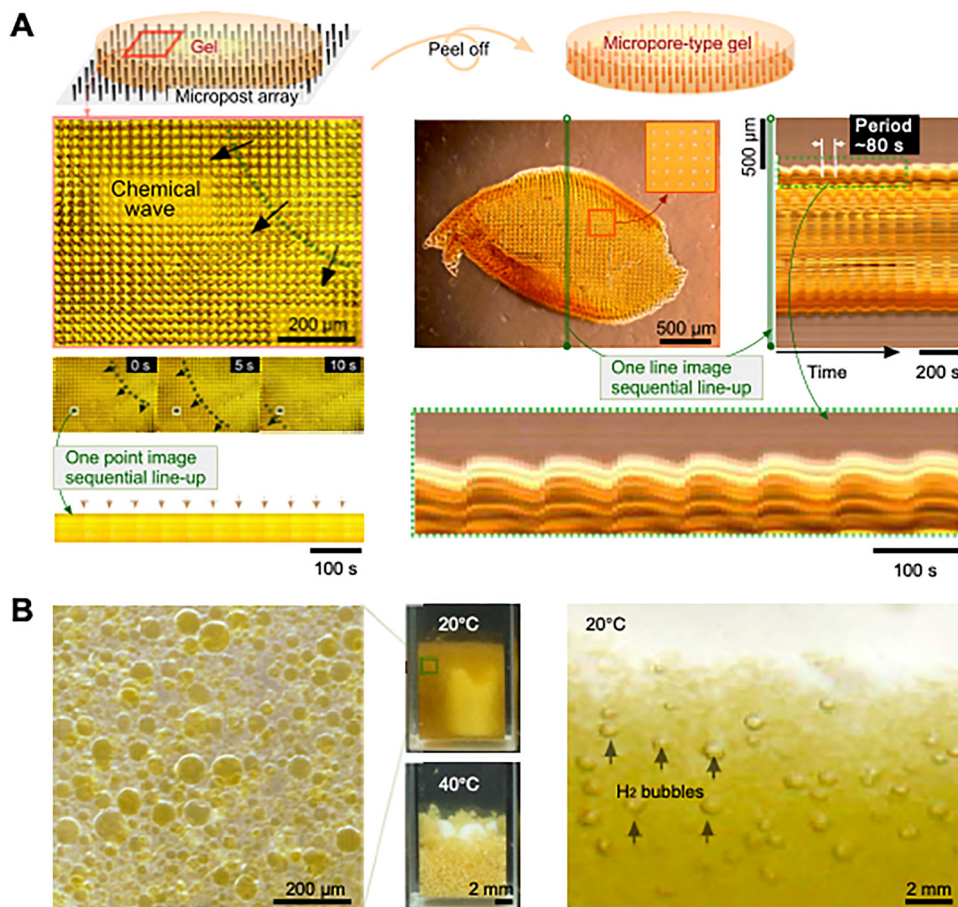 A
Gel
Micropost array
Peel off
Micropore-type gel
Chemical
wave
200 µm
0 s
5 s
10 s
One point image
sequential line-up
100 s
500 µm
One line image
sequential line-up
500 µm
Period
~80 s
Time
200 s
100 s
B
200 µm
20°C
40°C
2 mm
20°C
H2 bubbles
2 mm